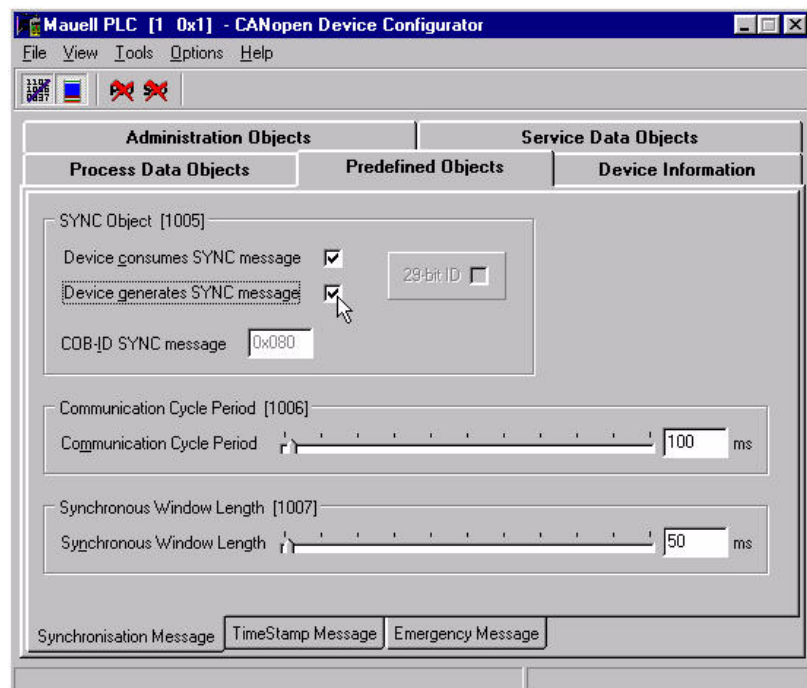 Mauell PLC [1 0x1] - CANopen Device Configurator
File View Tools Options Help
Administration Objects Service Data Objects
Process Data Objects Predefined Objects Device Information
SYNC Object [1005]
Device consumes SYNC message
29-bit ID
Device generates SYNC message
COB-ID SYNC message 0x080
Communication Cycle Period [1006]
Communication Cycle Period 100 ms
Synchronous Window Length [1007]
Synchronous Window Length 50 ms
Synchronisation Message TimeStamp Message Emergency Message